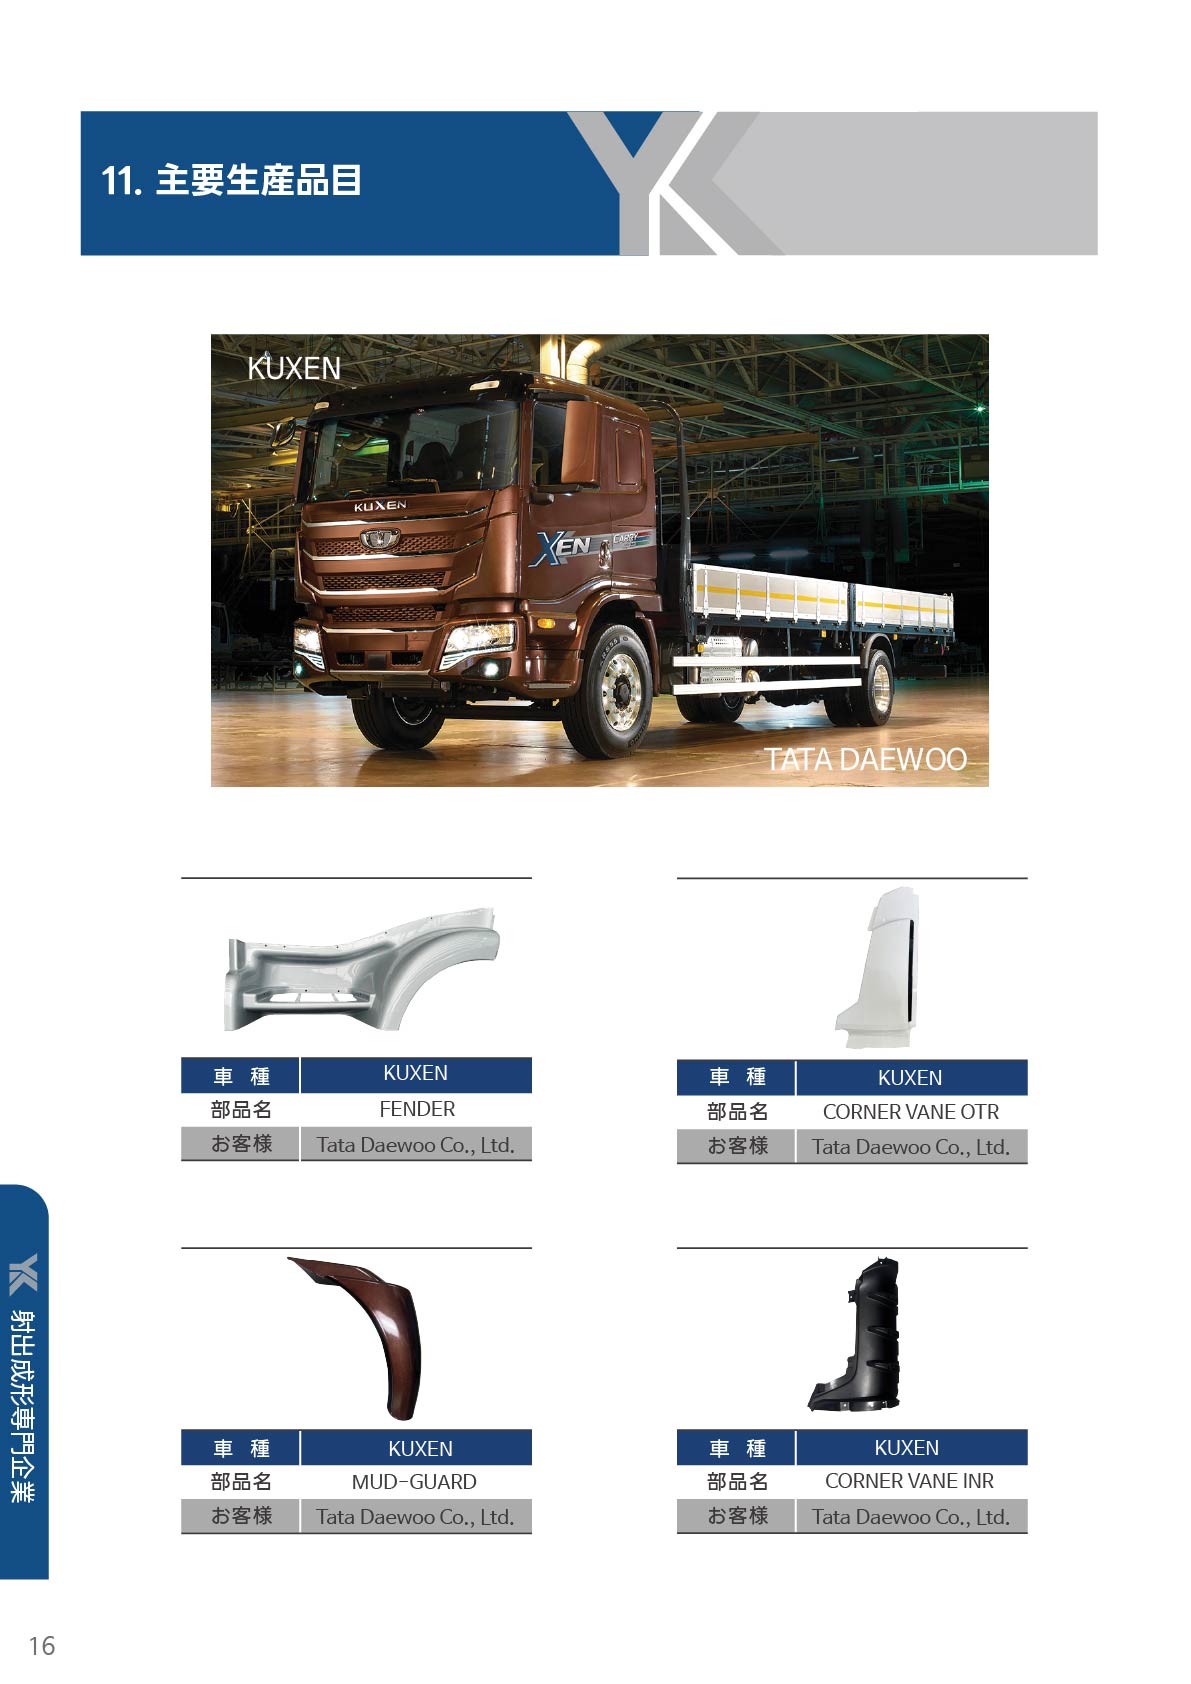 11. 主要生産品目
KUXEN
KUXEN
XEN CARGO
TATA DAEWOO
車 種 KUXEN
部品名 FENDER
お客様 Tata Daewoo Co., Ltd.
車 種 KUXEN
部品名 CORNER VANE OTR
お客様 Tata Daewoo Co., Ltd.
車 種 KUXEN
部品名 MUD-GUARD
お客様 Tata Daewoo Co., Ltd.
車 種 KUXEN
部品名 CORNER VANE INR
お客様 Tata Daewoo Co., Ltd.
YK 射出成形専門企業
16